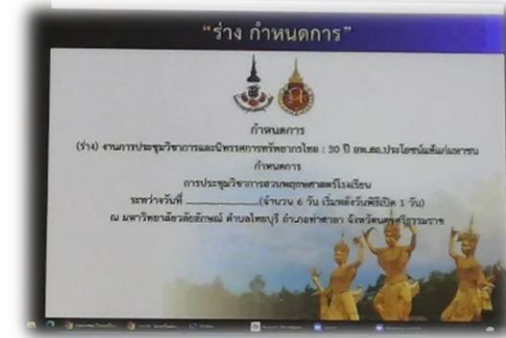 "ร่าง กำหนดการ"
กำหนดการ
(ร่าง) งานการประชุมวิชาการและนิทรรศการทรัพยากรไทย : 30 ปี อพ.สธ.ประโยชน์แท้แก่มหาชน
กำหนดการ
การประชุมวิชาการสวนพฤกษศาสตร์โรงเรียน
ระหว่างวันที่ ____________(จำนวน 6 วัน เริ่มหลังวันพิธีเปิด 1 วัน)
ณ มหาวิทยาลัยวลัยลักษณ์ ตำบลไทยบุรี อำเภอท่าศาลา จังหวัดนครศรีธรรมราช